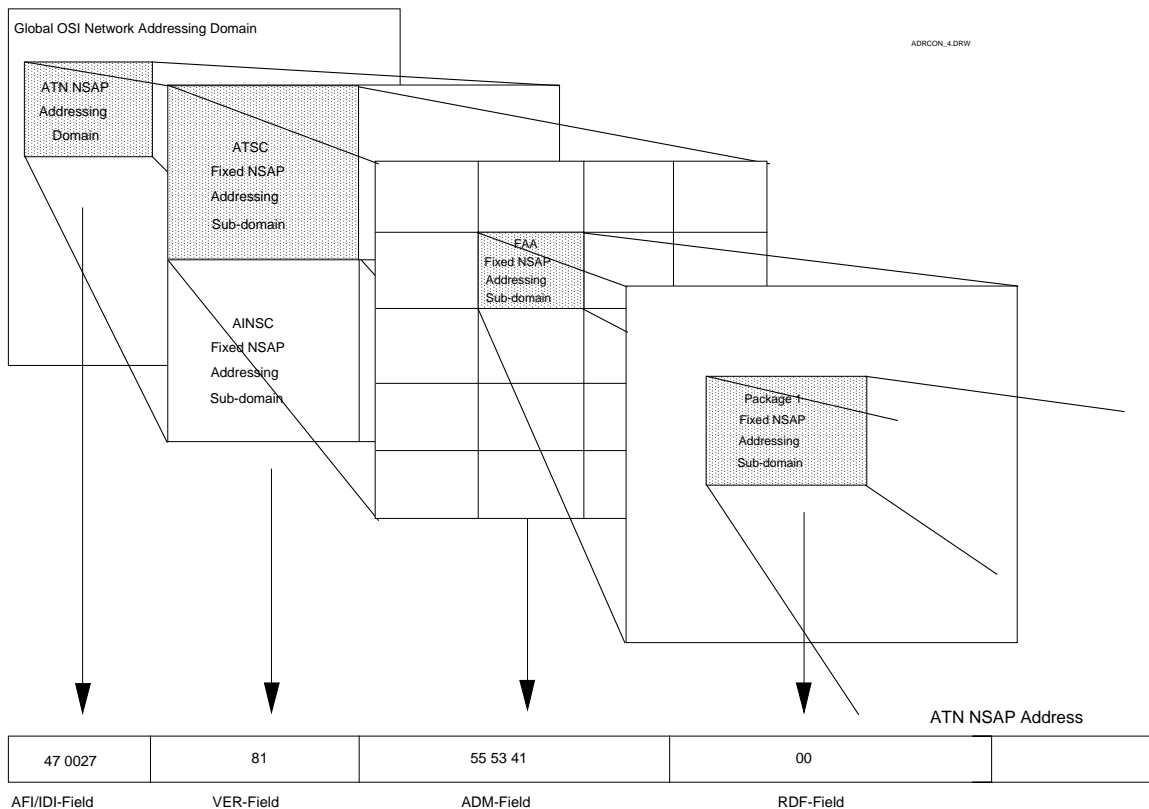 Global OSI Network Addressing Domain
ADRCON_4.DRW
ATN NSAP
Addressing
Domain
ATSC
Fixed NSAP
Addressing
Sub-domain
AINSC
Fixed NSAP
Addressing
Sub-domain
FAA
Fixed NSAP
Addressing
Sub-domain
Package 1
Fixed NSAP
Addressing
Sub-domain
ATN NSAP Address
47 0027
81
55 53 41
00
AFI/IDI-Field
VER-Field
ADM-Field
RDF-Field